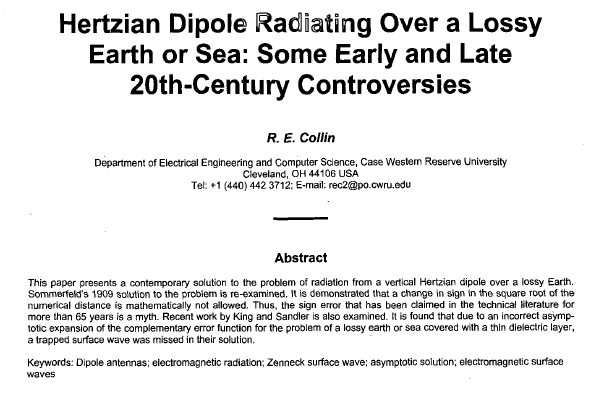 Hertzian Dipole Radiating Over a Lossy
Earth or Sea: Some Early and Late
20th-Century Controversies
R. E. Collin
Department of Electrical Engineering and Computer Science, Case Western Reserve University
Cleveland, OH 44106 USA
Tel: +1 (440) 442 3712; E-mail: rec2@po.cwru.edu
Abstract
This paper presents a contemporary solution to the problem of radiation from a vertical Hertzian dipole over a lossy Earth.
Sommerfeld's 1909 solution to the problem is re-examined. It is demonstrated that a change in sign in the square root of the
numerical distance is mathematically not allowed. Thus, the sign error that has been claimed in the technical literature for
more than 65 years is a myth. Recent work by King and Sandler is also examined. It is found that due to an incorrect asymp-
totic expansion of the complementary error function for the problem of a lossy earth or sea covered with a thin dielectric layer,
a trapped surface wave was missed in their solution.
Keywords: Dipole antennas; electromagnetic radiation; Zenneck surface wave; asymptotic solution; electromagnetic surface
waves